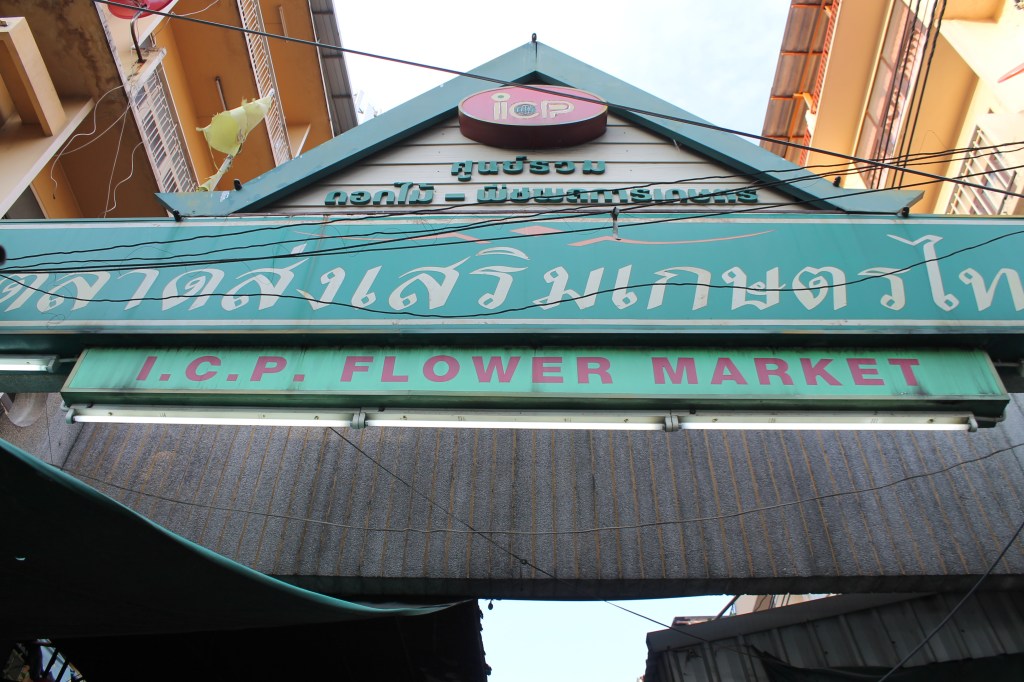 icP
ศูนย์รวม
ดอกไม้ - พืชผลการเกษตร
ตลาดส่งเสริมเกษตรไท
I.C.P. FLOWER MARKET